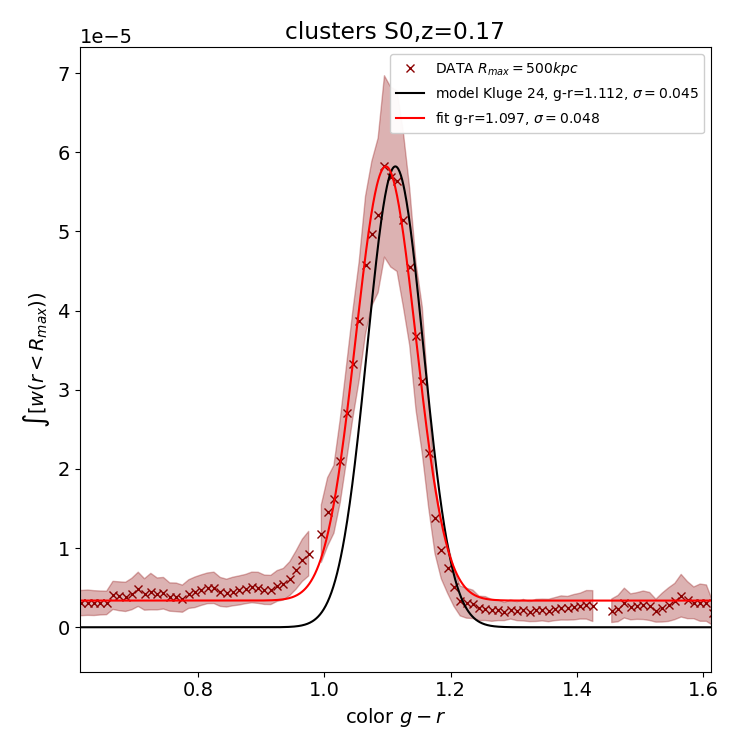 clusters S0,z=0.17
1e−5
DATA R_max = 500kpc
model Kluge 24, g-r=1.112, σ = 0.045
fit g-r=1.097, σ = 0.048
7
6
5
4
3
2
1
0
∫[w(r < R_max))
0.8 1.0 1.2 1.4 1.6
color g − r